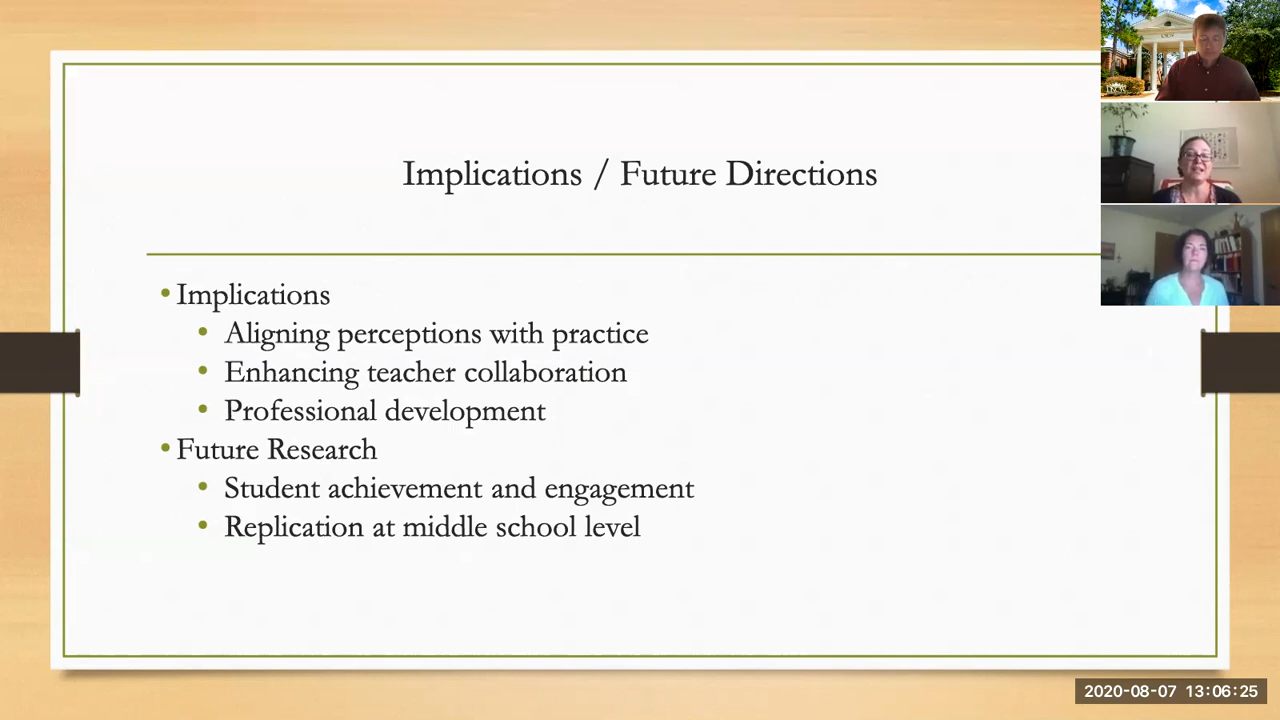 Implications / Future Directions
• Implications
• Aligning perceptions with practice
• Enhancing teacher collaboration
• Professional development
• Future Research
• Student achievement and engagement
• Replication at middle school level
2020-08-07 13:06:25